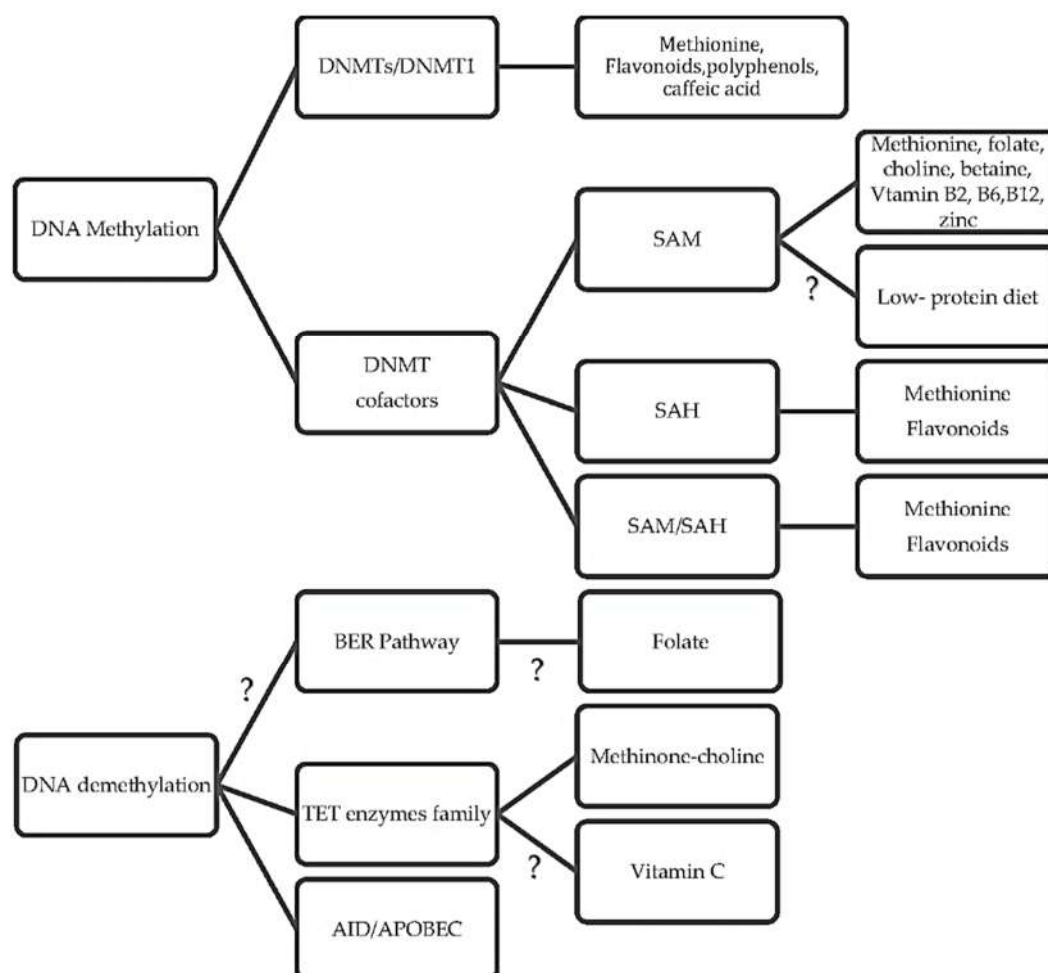 DNMTs/DNMT1
Methionine,
Flavonoids,polyphenols,
caffeic acid
DNA Methylation
SAM
Methionine, folate,
choline, betaine,
Vtamin B2, B6,B12,
zinc
?
Low- protein diet
DNMT
cofactors
SAH
Methionine
Flavonoids
SAM/SAH
Methionine
Flavonoids
BER Pathway
Folate
?
?
DNA demethylation
TET enzymes family
Methinone-choline
?
Vitamin C
AID/APOBEC